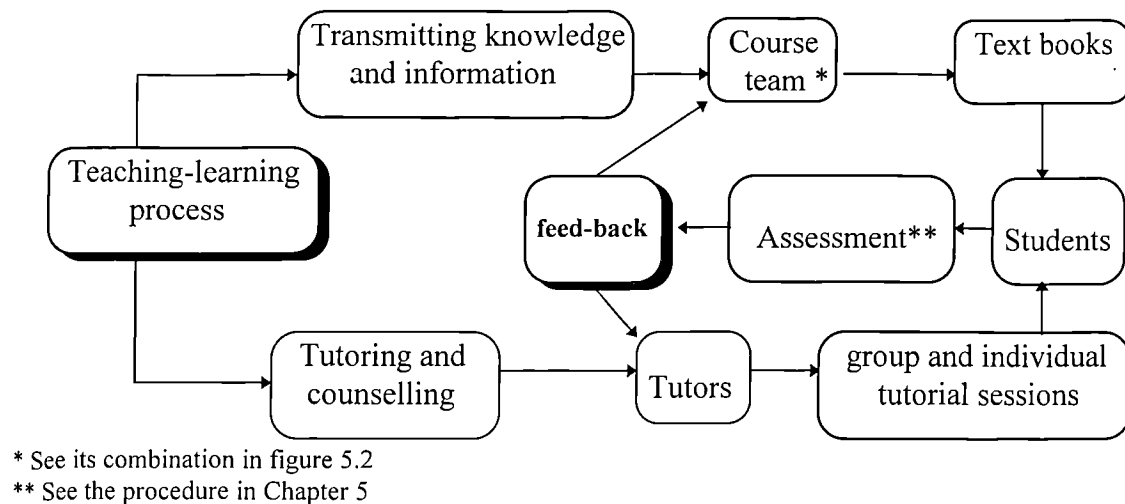 Transmitting knowledge
and information
Course
team *
Text books
Teaching-learning
process
feed-back
Assessment**
Students
Tutoring and
counselling
Tutors
group and individual
tutorial sessions
* See its combination in figure 5.2
** See the procedure in Chapter 5